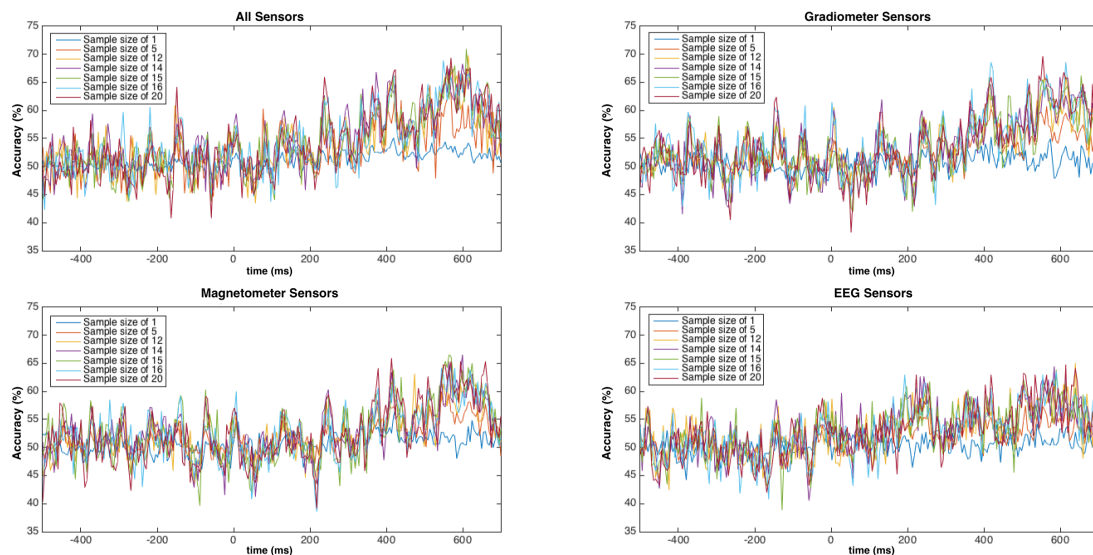 All Sensors
75
70
65
60
55
50
45
40
35
Accuracy (%)
Sample size of 1
Sample size of 5
Sample size of 12
Sample size of 14
Sample size of 15
Sample size of 16
Sample size of 20
-400 -200 0 200 400 600
time (ms)
Gradiometer Sensors
75
70
65
60
55
50
45
40
35
Accuracy (%)
Sample size of 1
Sample size of 5
Sample size of 12
Sample size of 14
Sample size of 15
Sample size of 16
Sample size of 20
-400 -200 0 200 400 600
time (ms)
Magnetometer Sensors
75
70
65
60
55
50
45
40
35
Accuracy (%)
Sample size of 1
Sample size of 5
Sample size of 12
Sample size of 14
Sample size of 15
Sample size of 16
Sample size of 20
-400 -200 0 200 400 600
time (ms)
EEG Sensors
75
70
65
60
55
50
45
40
35
Accuracy (%)
Sample size of 1
Sample size of 5
Sample size of 12
Sample size of 14
Sample size of 15
Sample size of 16
Sample size of 20
-400 -200 0 200 400 600
time (ms)